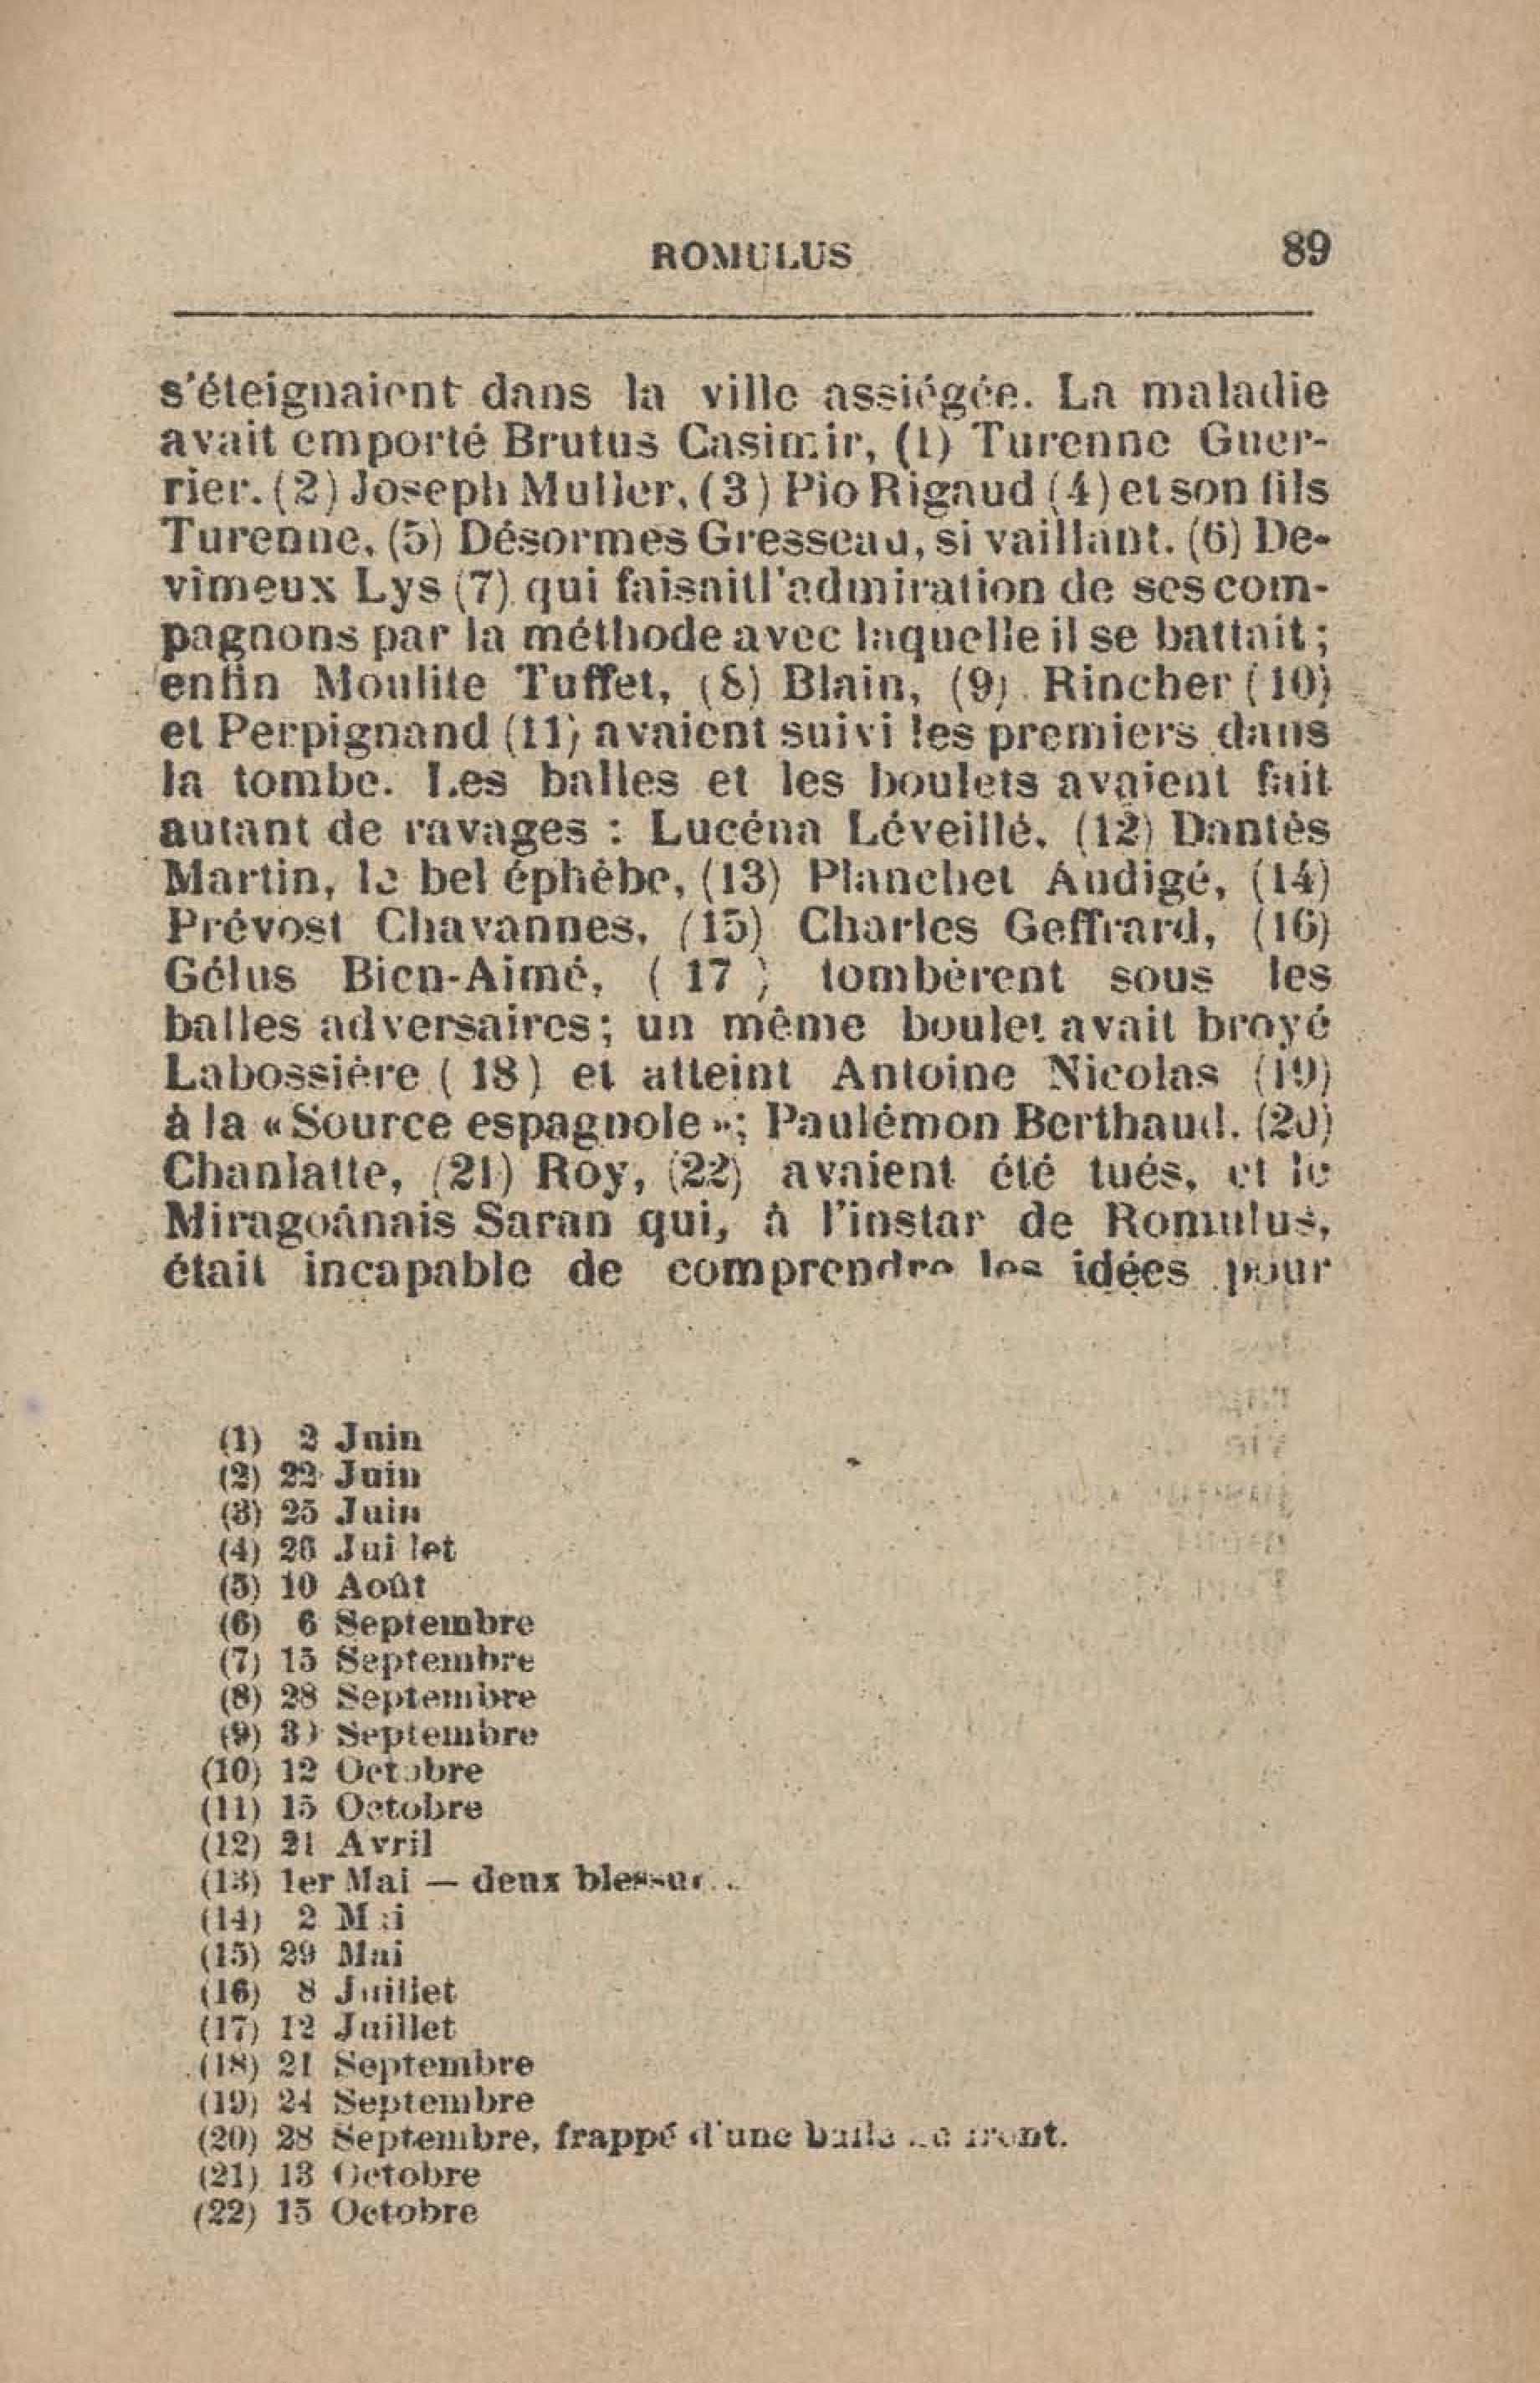 ROMULUS 89
s'éteignaient dans la ville assiégée. La maladie
avait emporté Brutus Casimir, (1) Turenne Guer-
rier. (2) Joseph Muller, (3) Pio Rigaud (4) et son fils
Turenne, (5) Désormes Gresseau, si vaillant. (6) De-
vimeux Lys (7) qui faisaitl'admiration de ses com-
pagnons par la méthode avec laquelle il se battait;
enfin Moulite Tuffet, (8) Blain, (9) Rincher (10)
et Perpignand (11) avaient suivi les premiers dans
la tombe. Les balles et les boulets avaient fait
autant de ravages : Lucéna Léveillé, (12) Dantès
Martin, le bel éphèbe, (13) Planchet Audigé, (14)
Prévost Chavannes, (15) Charles Geffrard, (16)
Gélus Bien-Aimé, (17) tombèrent sous les
balles adversaires; un même boulet avait broyé
Labossière (18) et atteint Antoine Nicolas (19)
à la « Source espagnole »; Paulémon Berthaud, (20)
Chanlatte, (21) Roy, (22) avaient été tués, et le
Miragoânais Saran qui, à l'instar de Romulus,
était incapable de comprendre les idées pour
(1) 2 Juin
(2) 22 Juin
(3) 25 Juin
(4) 26 Jui let
(5) 10 Août
(6) 6 Septembre
(7) 15 Septembre
(8) 28 Septembre
(9) 30 Septembre
(10) 12 Octobre
(11) 15 Octobre
(12) 21 Avril
(13) 1er Mai — deux
(14) 2 Mai
(15) 29 Mai
(16) 8 Juillet
(17) 12 Juillet
(18) 21 Septembre
(19) 24 Septembre
(20) 28 Septembre, frappé d'une balle front.
(21) 13 Octobre
(22) 15 Octobre